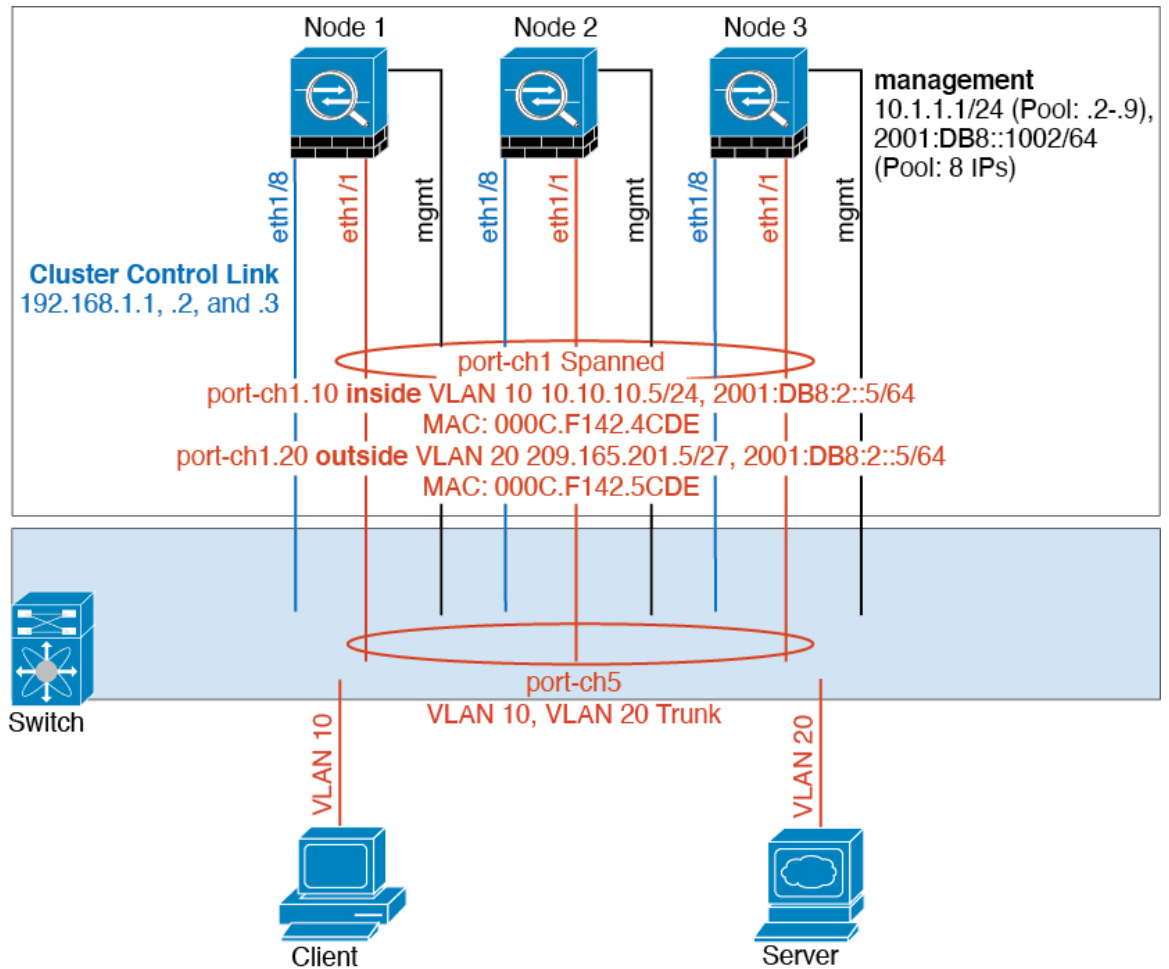 Node 1
Node 2
Node 3
management
10.1.1.1/24 (Pool: .2-.9),
2001:DB8::1002/64
(Pool: 8 IPs)
eth1/8
eth1/1
mgmt
eth1/8
eth1/1
mgmt
eth1/8
eth1/1
mgmt
Cluster Control Link
192.168.1.1, .2, and .3
port-ch1 Spanned
port-ch1.10 inside VLAN 10 10.10.10.5/24, 2001:DB8:2::5/64
MAC: 000C.F142.4CDE
port-ch1.20 outside VLAN 20 209.165.201.5/27, 2001:DB8:2::5/64
MAC: 000C.F142.5CDE
Switch
port-ch5
VLAN 10, VLAN 20 Trunk
VLAN 10
VLAN 20
Client
Server